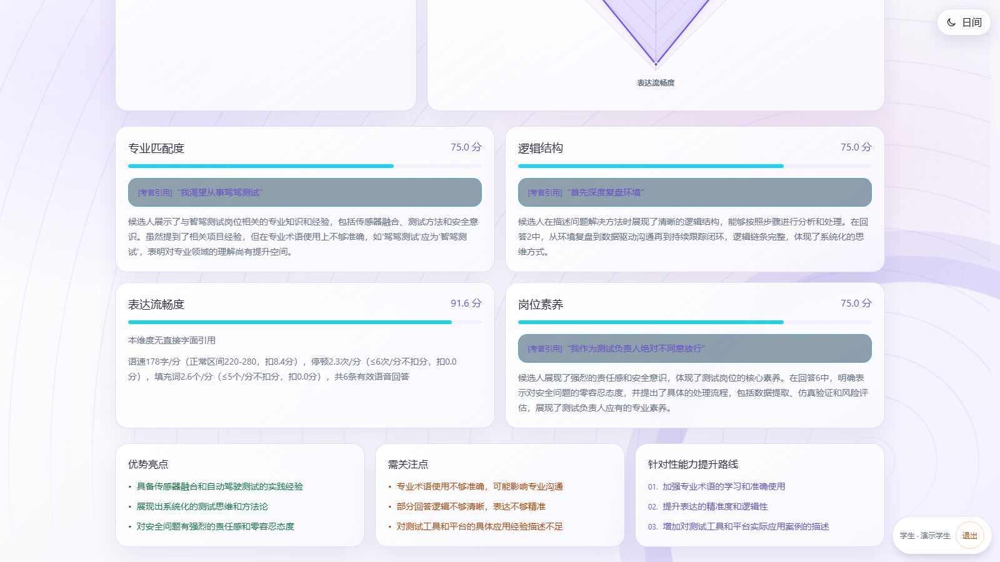 日间
表达流畅度
专业匹配度
75.0 分
[考官引用] “我渴望从事驾驾测试”
候选人展示了与智驾测试岗位相关的专业知识和经验，包括传感器融合、测试方法和安全意
识。虽然提到了相关项目经验，但在专业术语使用上不够准确，如'驾驾测试'应为'智驾测
试'，表明对专业领域的理解尚有提升空间。
逻辑结构
75.0 分
[考官引用] “首先深度复盘环境”
候选人在描述问题解决方法时展现了清晰的逻辑结构，能够按照步骤进行分析和处理。在回
答2中，从环境复盘到数据驱动沟通再到持续跟踪闭环，逻辑链条完整，体现了系统化的思
维方式。
表达流畅度
91.6 分
本维度无直接字面引用
语速178字/分（正常区间220-280，扣8.4分），停顿2.3次/分（≤6次/分不扣分，扣0.0
分），填充词2.6个/分（≤5个/分不扣分，扣0.0分），共6条有效语音回答
岗位素养
75.0 分
[考官引用] “我作为测试负责人绝对不同意放行”
候选人展现了强烈的责任感和安全意识，体现了测试岗位的核心素养。在回答6中，明确表
示对安全问题的零容忍态度，并提出了具体的处理流程，包括数据提取、仿真验证和风险评
估，展现了测试负责人应有的专业素养。
优势亮点
▪ 具备传感器融合和自动驾驶测试的实践经验
▪ 展现出系统化的测试思维和方法论
▪ 对安全问题有强烈的责任感和零容忍态度
需关注点
▪ 专业术语使用不够准确，可能影响专业沟通
▪ 部分回答逻辑不够清晰，表达不够精准
▪ 对测试工具和平台的具体应用经验描述不足
针对性能力提升路线
01. 加强专业术语的学习和准确使用
02. 提升表达的精准度和逻辑性
03. 增加对测试工具和平台实际应用案例的描述
学生 · 演示学生
退出